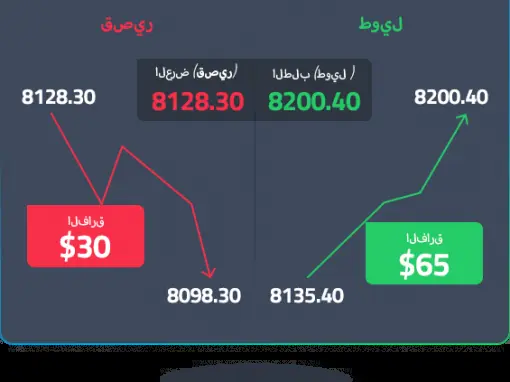 طويل
قصير
الطلب (طويل )
8200.40
العرض (قصير)
8128.30
8200.40
8128.30
الفارق
$65
الفارق
$30
8135.40
8098.30